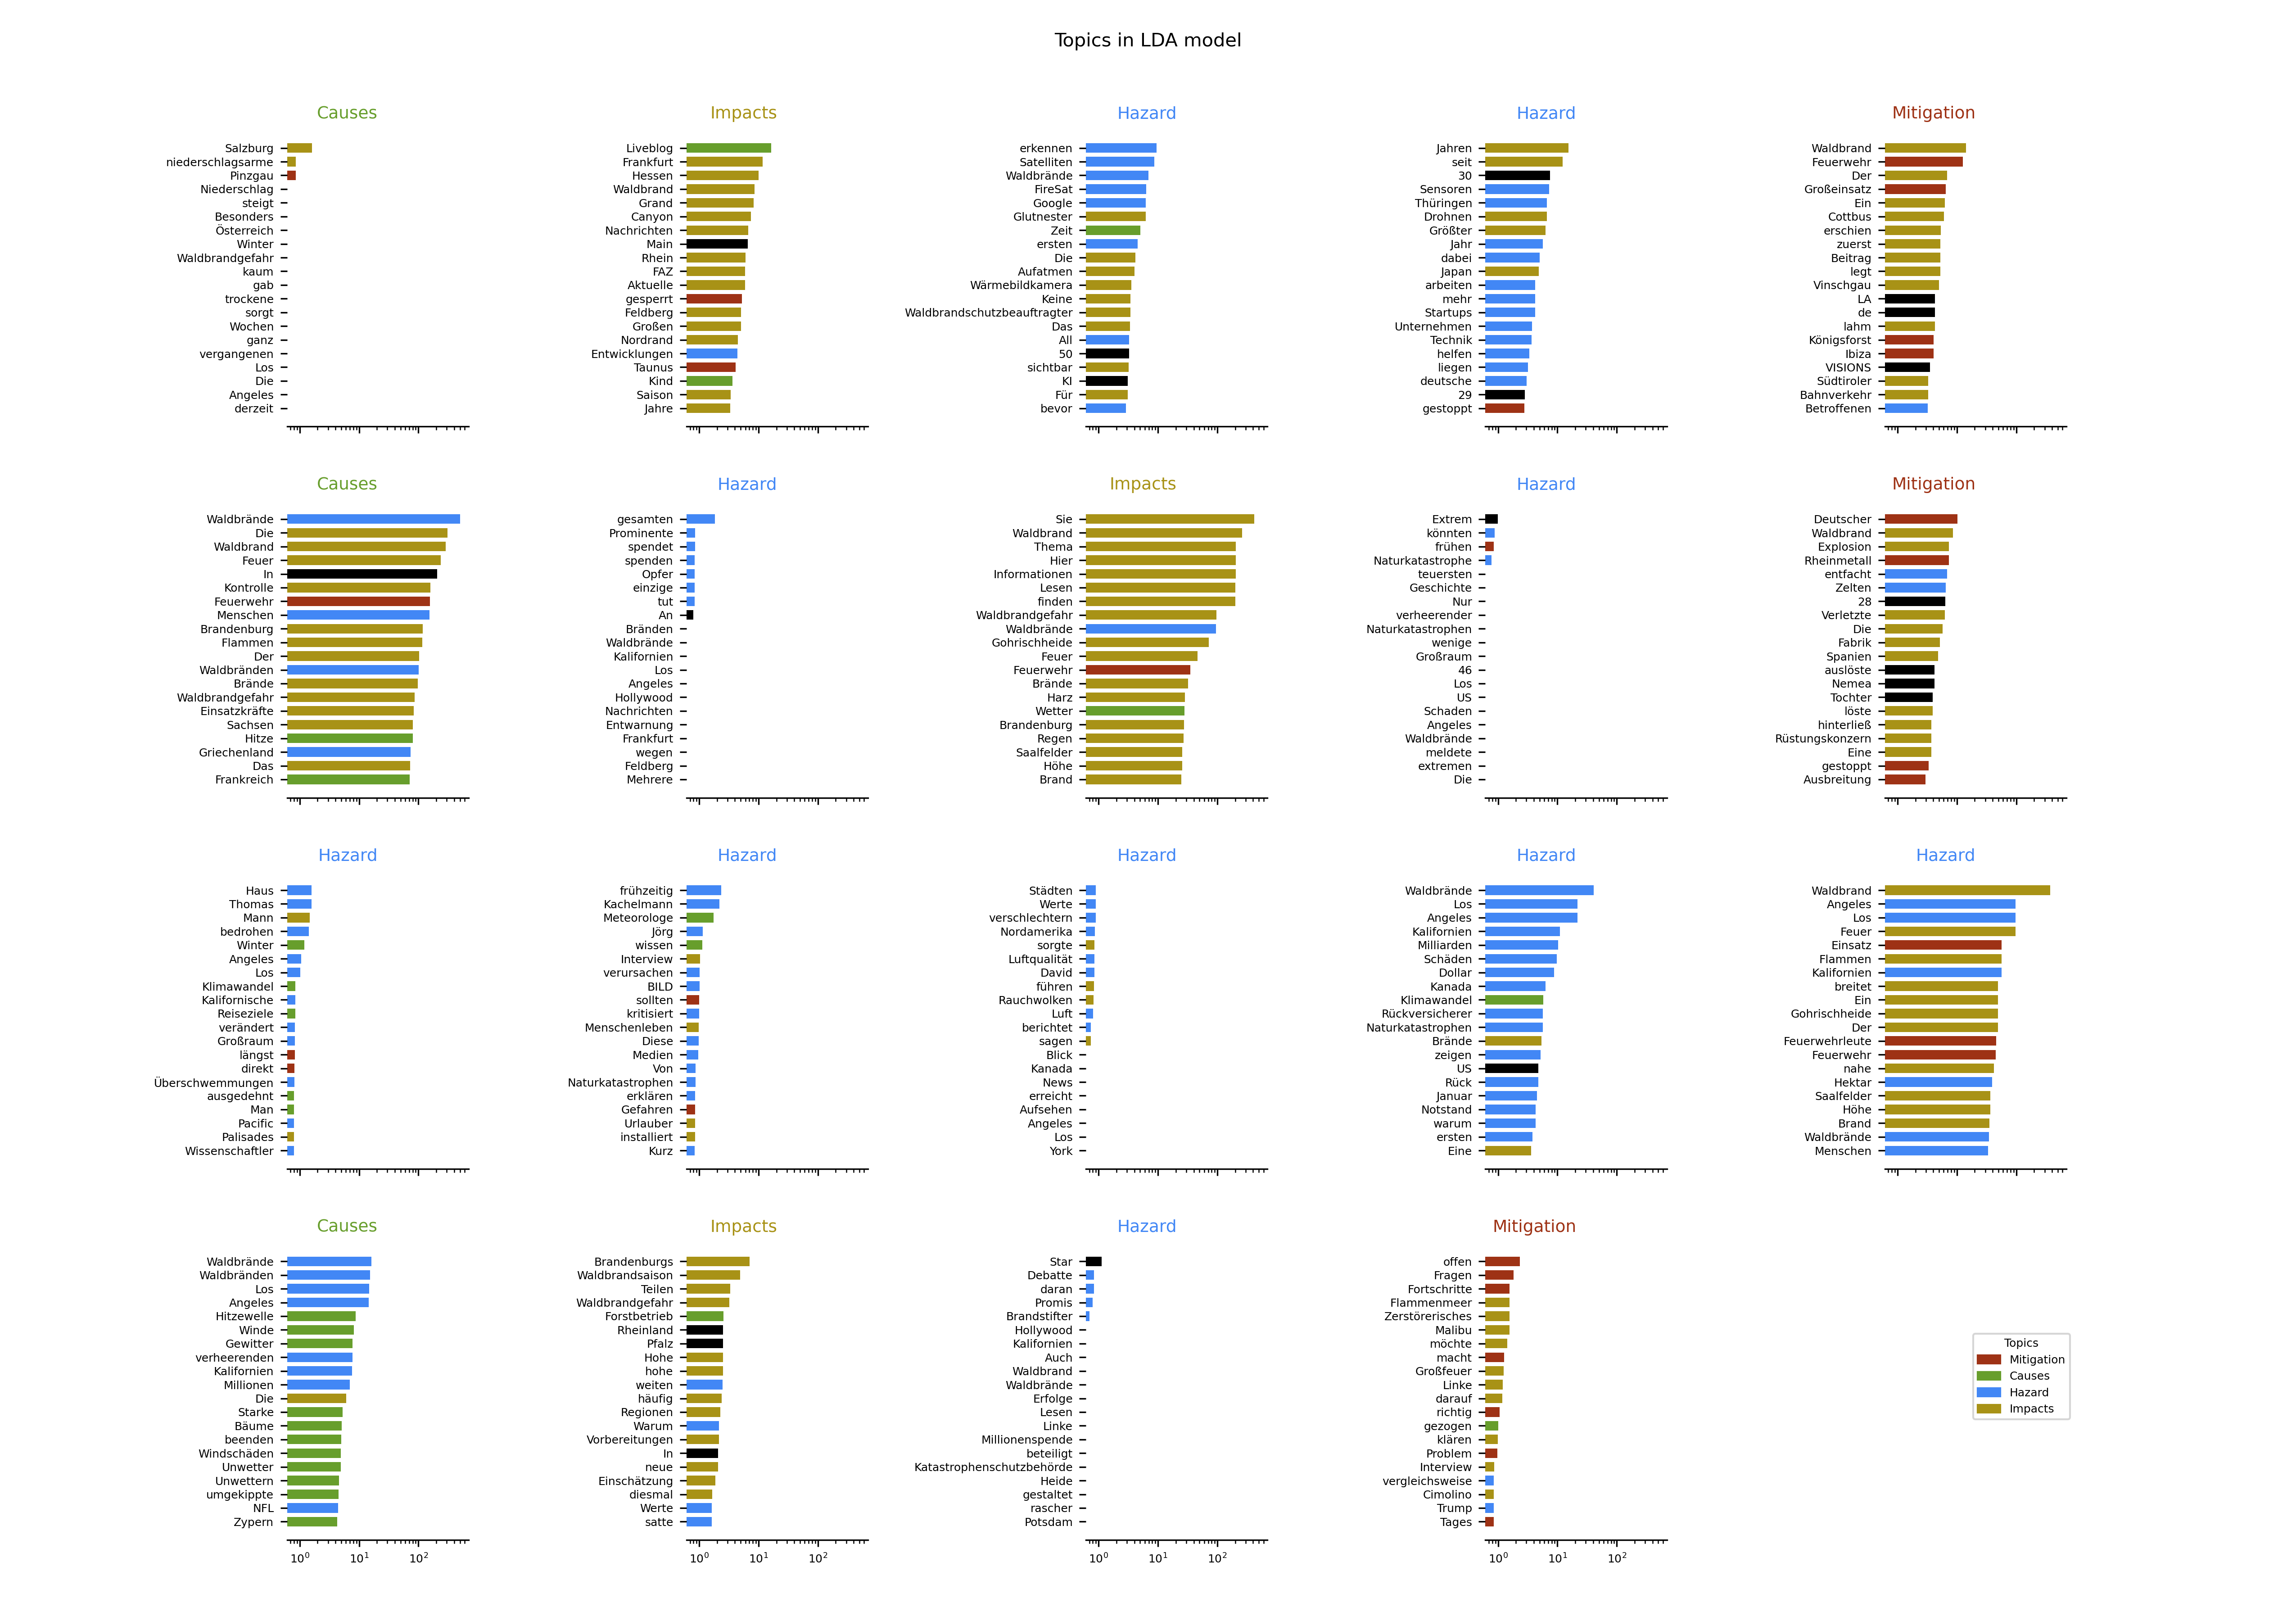 Topics in LDA model
Causes
Salzburg
niederschlagsarme
Pinzgau
Niederschlag
steigt
Besonders
Österreich
Winter
Waldbrandgefahr
kaum
gab
trockene
sorgt
Wochen
ganz
vergangenen
Los
Die
Angeles
derzeit
Impacts
Liveblog
Frankfurt
Hessen
Waldbrand
Grand
Canyon
Nachrichten
Main
Rhein
FAZ
Aktuelle
gesperrt
Feldberg
Großen
Nordrand
Entwicklungen
Taunus
Kind
Saison
Jahre
Hazard
erkennen
Satelliten
Waldbrände
FireSat
Google
Glutnester
Zeit
ersten
Die
Aufatmen
Wärmebildkamera
Keine
Waldbrandschutzbeauftragter
Das
All
50
sichtbar
KI
Für
bevor
Hazard
Jahren
seit
30
Sensoren
Thüringen
Drohnen
Größter
Jahr
dabei
Japan
arbeiten
mehr
Startups
Unternehmen
Technik
helfen
liegen
deutsche
29
gestoppt
Mitigation
Waldbrand
Feuerwehr
Der
Großeinsatz
Ein
Cottbus
erschien
zuerst
Beitrag
legt
Vinschgau
LA
de
lahm
Königsforst
Ibiza
VISIONS
Südtiroler
Bahnverkehr
Betroffenen
Causes
Waldbrände
Die
Waldbrand
Feuer
In
Kontrolle
Feuerwehr
Menschen
Brandenburg
Flammen
Der
Waldbränden
Brände
Waldbrandgefahr
Einsatzkräfte
Sachsen
Hitze
Griechenland
Das
Frankreich
Hazard
gesamten
Prominente
spendet
spenden
Opfer
einzige
tut
An
Bränden
Waldbrände
Kalifornien
Los
Angeles
Hollywood
Nachrichten
Entwarnung
Frankfurt
wegen
Feldberg
Mehrere
Impacts
Sie
Waldbrand
Thema
Hier
Informationen
Lesen
finden
Waldbrandgefahr
Waldbrände
Gohrischheide
Feuer
Feuerwehr
Brände
Harz
Wetter
Brandenburg
Regen
Saalfelder
Höhe
Brand
Hazard
Extrem
könnten
frühen
Naturkatastrophe
teuersten
Geschichte
Nur
verheerender
Naturkatastrophen
wenige
Großraum
46
Los
US
Schaden
Angeles
Waldbrände
meldete
extremen
Die
Mitigation
Deutscher
Waldbrand
Explosion
Rheinmetall
entfacht
Zelten
28
Verletzte
Die
Fabrik
Spanien
auslöste
Nemea
Tochter
löste
hinterließ
Rüstungskonzern
Eine
gestoppt
Ausbreitung
Hazard
Haus
Thomas
Mann
bedrohen
Winter
Angeles
Los
Klimawandel
Kalifornische
Reiseziele
verändert
Großraum
längst
direkt
Überschwemmungen
ausgedehnt
Man
Pacific
Palisades
Wissenschaftler
Hazard
frühzeitig
Kachelmann
Meteorologe
Jörg
wissen
Interview
verursachen
BILD
sollten
kritisiert
Menschenleben
Diese
Medien
Von
Naturkatastrophen
erklären
Gefahren
Urlauber
installiert
Kurz
Hazard
Städten
Werte
verschlechtern
Nordamerika
sorgte
Luftqualität
David
führen
Rauchwolken
Luft
berichtet
sagen
Blick
Kanada
News
erreicht
Aufsehen
Angeles
Los
York
Hazard
Waldbrände
Los
Angeles
Kalifornien
Milliarden
Schäden
Dollar
Kanada
Klimawandel
Rückversicherer
Naturkatastrophen
Brände
zeigen
US
Rück
Januar
Notstand
warum
ersten
Eine
Hazard
Waldbrand
Angeles
Los
Feuer
Einsatz
Flammen
Kalifornien
breitet
Ein
Gohrischheide
Der
Feuerwehrleute
Feuerwehr
nahe
Hektar
Saalfelder
Höhe
Brand
Waldbrände
Menschen
Causes
Waldbrände
Waldbränden
Los
Angeles
Hitzewelle
Winde
Gewitter
verheerenden
Kalifornien
Millionen
Die
Starke
Bäume
beenden
Windschäden
Unwetter
Unwettern
umgekippte
NFL
Zypern
10⁰ 10¹ 10²
Impacts
Brandenburgs
Waldbrandsaison
Teilen
Waldbrandgefahr
Forstbetrieb
Rheinland
Pfalz
Hohe
hohe
weiten
häufig
Regionen
Warum
Vorbereitungen
In
neue
Einschätzung
diesmal
Werte
satte
10⁰ 10¹ 10²
Hazard
Star
Debatte
daran
Promis
Brandstifter
Hollywood
Kalifornien
Auch
Waldbrand
Waldbrände
Erfolge
Lesen
Linke
Millionenspende
beteiligt
Katastrophenschutzbehörde
Heide
gestaltet
rascher
Potsdam
10⁰ 10¹ 10²
Mitigation
offen
Fragen
Fortschritte
Flammenmeer
Zerstörerisches
Malibu
möchte
macht
Großfeuer
Linke
darauf
richtig
gezogen
klären
Problem
Interview
vergleichsweise
Cimolino
Trump
Tages
10⁰ 10¹ 10²
Topics
Mitigation
Causes
Hazard
Impacts